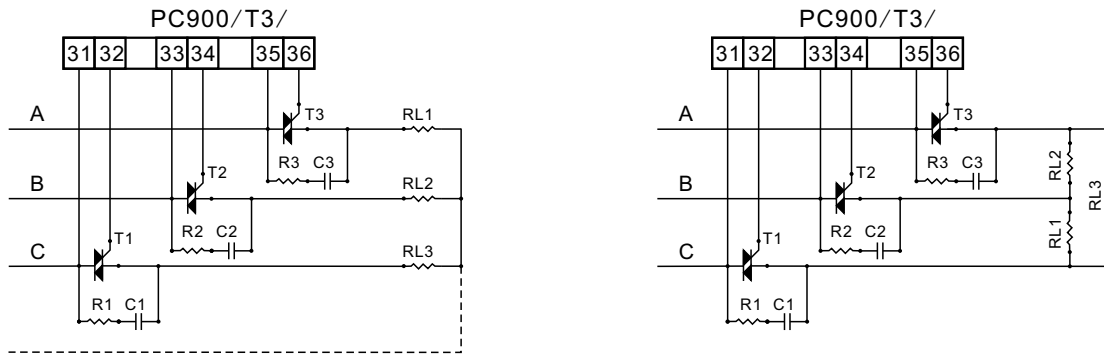 PC900/T3/
31 32 33 34 35 36
A
T3
RL1
R3 C3
B
T2
RL2
R2 C2
C
T1
RL3
R1 C1
PC900/T3/
31 32 33 34 35 36
A
T3
R3 C3
RL2
B
T2
RL3
R2 C2
RL1
C
T1
R1 C1